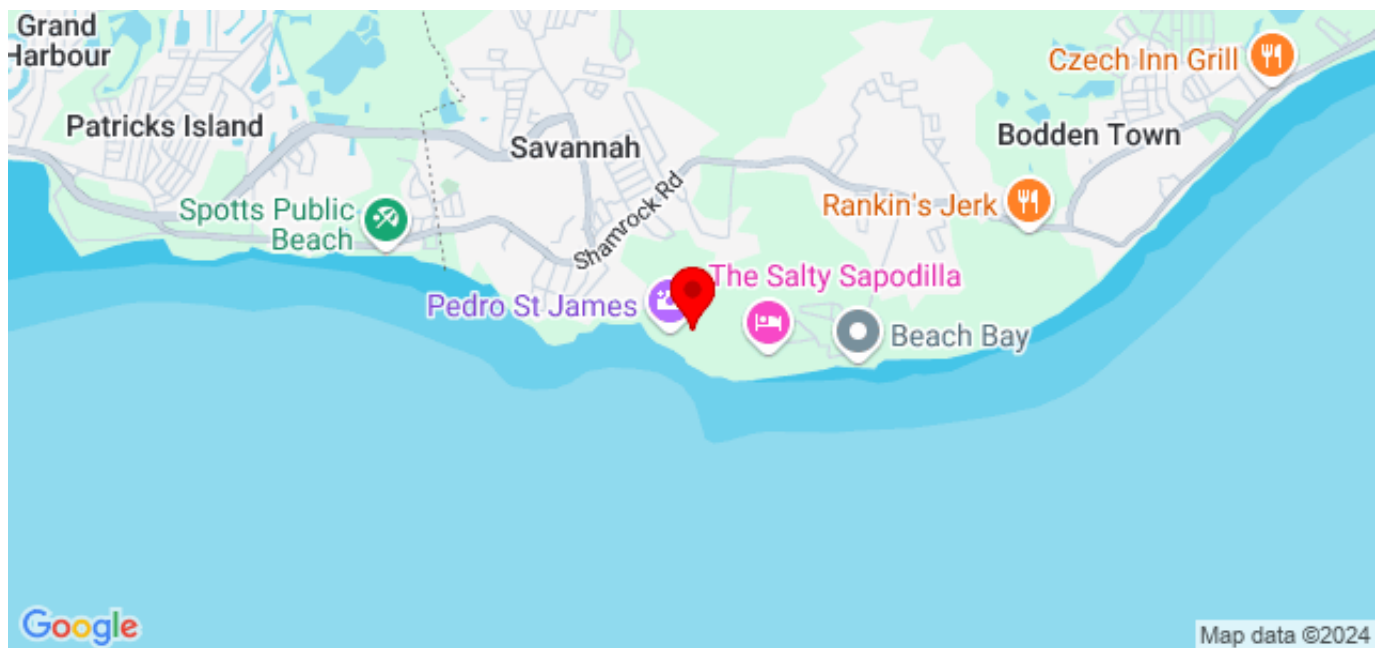 Grand
Harbour
Czech Inn Grill
Patricks Island
Savannah
Bodden Town
Shamrock Rd
Spotts Public
Beach
Rankin's Jerk
The Salty Sapodilla
Pedro St James
Beach Bay
Google
Map data ©2024